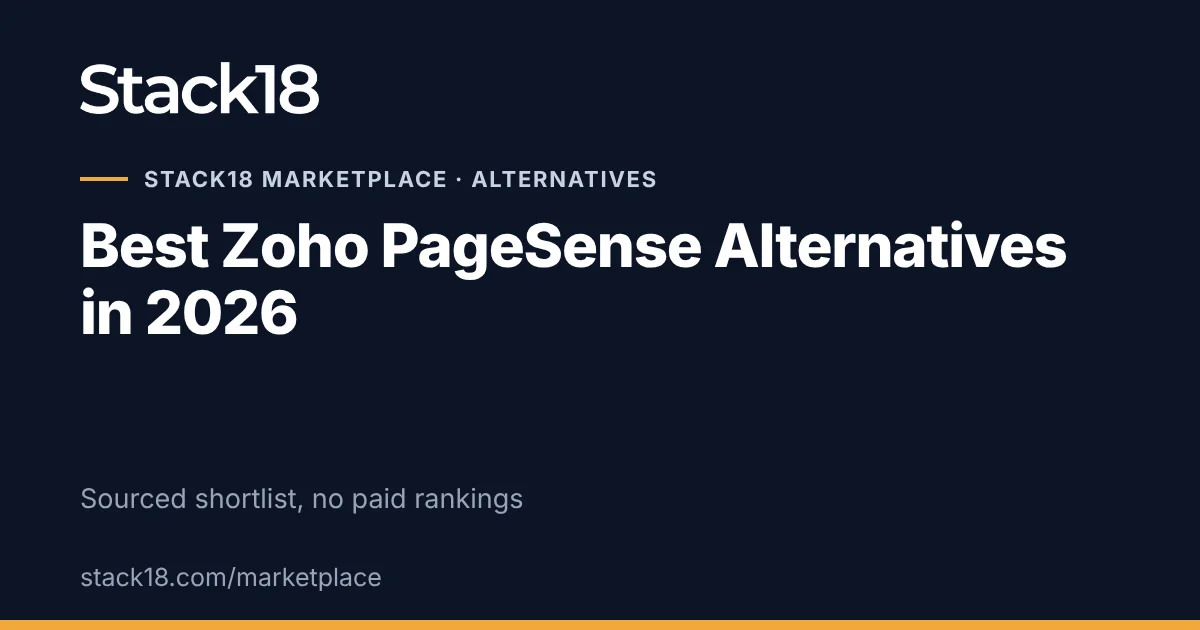 Stack18
STACK18 MARKETPLACE · ALTERNATIVES
Best Zoho PageSense Alternatives
in 2026
Sourced shortlist, no paid rankings
stack18.com/marketplace